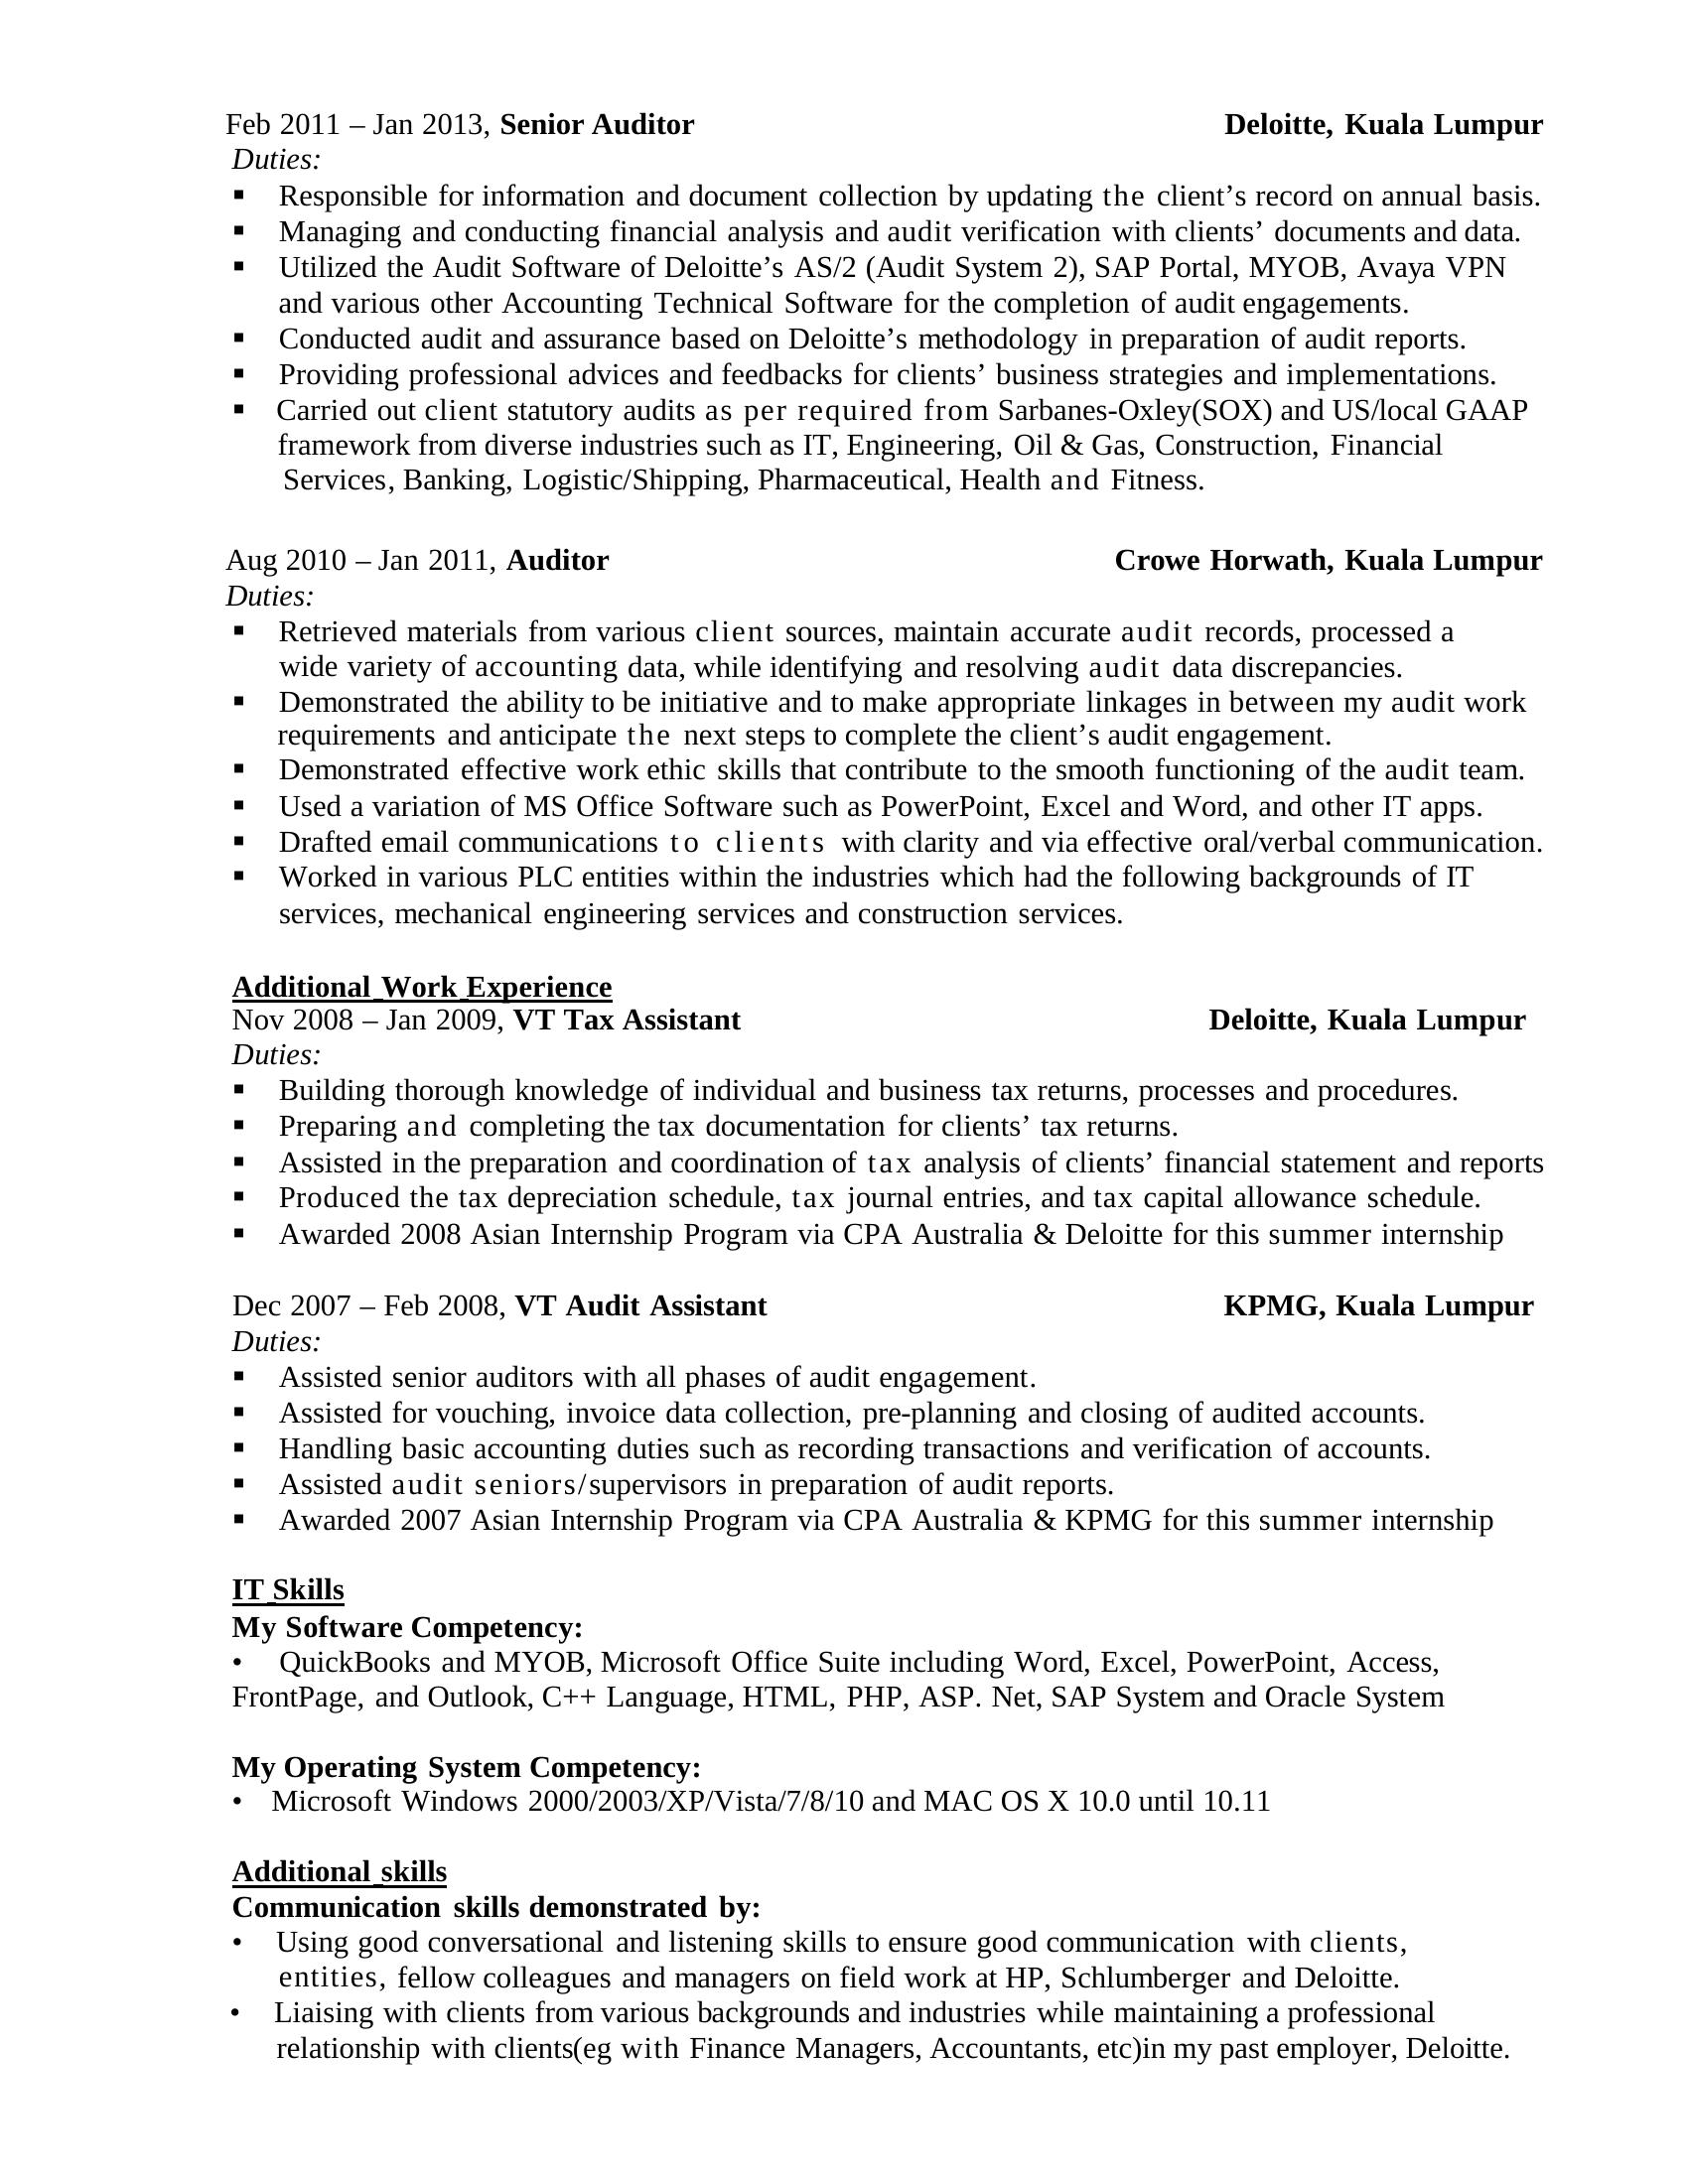 Feb 2011 – Jan 2013, Senior Auditor Deloitte, Kuala Lumpur
Duties:
▪ Responsible for information and document collection by updating the client’s record on annual basis.
▪ Managing and conducting financial analysis and audit verification with clients’ documents and data.
▪ Utilized the Audit Software of Deloitte’s AS/2 (Audit System 2), SAP Portal, MYOB, Avaya VPN
and various other Accounting Technical Software for the completion of audit engagements.
▪ Conducted audit and assurance based on Deloitte’s methodology in preparation of audit reports.
▪ Providing professional advices and feedbacks for clients’ business strategies and implementations.
▪ Carried out client statutory audits as per required from Sarbanes-Oxley(SOX) and US/local GAAP
framework from diverse industries such as IT, Engineering, Oil & Gas, Construction, Financial
Services, Banking, Logistic/Shipping, Pharmaceutical, Health and Fitness.
Aug 2010 – Jan 2011, Auditor Crowe Horwath, Kuala Lumpur
Duties:
▪ Retrieved materials from various client sources, maintain accurate audit records, processed a
wide variety of accounting data, while identifying and resolving audit data discrepancies.
▪ Demonstrated the ability to be initiative and to make appropriate linkages in between my audit work
requirements and anticipate the next steps to complete the client’s audit engagement.
▪ Demonstrated effective work ethic skills that contribute to the smooth functioning of the audit team.
▪ Used a variation of MS Office Software such as PowerPoint, Excel and Word, and other IT apps.
▪ Drafted email communications to clients with clarity and via effective oral/verbal communication.
▪ Worked in various PLC entities within the industries which had the following backgrounds of IT
services, mechanical engineering services and construction services.
Additional Work Experience
Nov 2008 – Jan 2009, VT Tax Assistant Deloitte, Kuala Lumpur
Duties:
▪ Building thorough knowledge of individual and business tax returns, processes and procedures.
▪ Preparing and completing the tax documentation for clients’ tax returns.
▪ Assisted in the preparation and coordination of tax analysis of clients’ financial statement and reports
▪ Produced the tax depreciation schedule, tax journal entries, and tax capital allowance schedule.
▪ Awarded 2008 Asian Internship Program via CPA Australia & Deloitte for this summer internship
Dec 2007 – Feb 2008, VT Audit Assistant KPMG, Kuala Lumpur
Duties:
▪ Assisted senior auditors with all phases of audit engagement.
▪ Assisted for vouching, invoice data collection, pre-planning and closing of audited accounts.
▪ Handling basic accounting duties such as recording transactions and verification of accounts.
▪ Assisted audit seniors/supervisors in preparation of audit reports.
▪ Awarded 2007 Asian Internship Program via CPA Australia & KPMG for this summer internship
IT Skills
My Software Competency:
• QuickBooks and MYOB, Microsoft Office Suite including Word, Excel, PowerPoint, Access,
FrontPage, and Outlook, C++ Language, HTML, PHP, ASP. Net, SAP System and Oracle System
My Operating System Competency:
• Microsoft Windows 2000/2003/XP/Vista/7/8/10 and MAC OS X 10.0 until 10.11
Additional skills
Communication skills demonstrated by:
• Using good conversational and listening skills to ensure good communication with clients,
entities, fellow colleagues and managers on field work at HP, Schlumberger and Deloitte.
• Liaising with clients from various backgrounds and industries while maintaining a professional
relationship with clients(eg with Finance Managers, Accountants, etc)in my past employer, Deloitte.